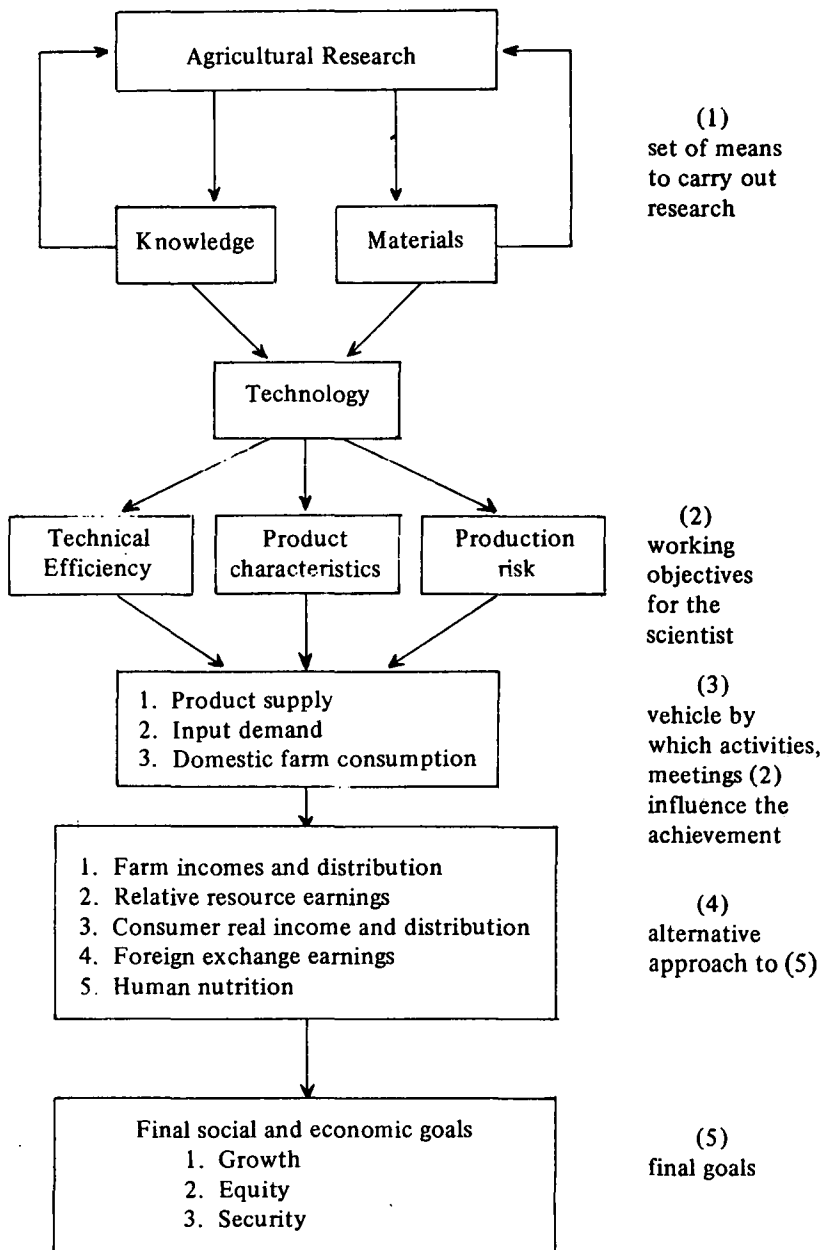 Agricultural Research
(1)
set of means
to carry out
research
Knowledge
Materials
Technology
Technical
Efficiency
Product
characteristics
Production
risk
(2)
working
objectives
for the
scientist
1. Product supply
2. Input demand
3. Domestic farm consumption
(3)
vehicle by
which activities,
meetings (2)
influence the
achievement
1. Farm incomes and distribution
2. Relative resource earnings
3. Consumer real income and distribution
4. Foreign exchange earnings
5. Human nutrition
(4)
alternative
approach to (5)
Final social and economic goals
1. Growth
2. Equity
3. Security
(5)
final goals